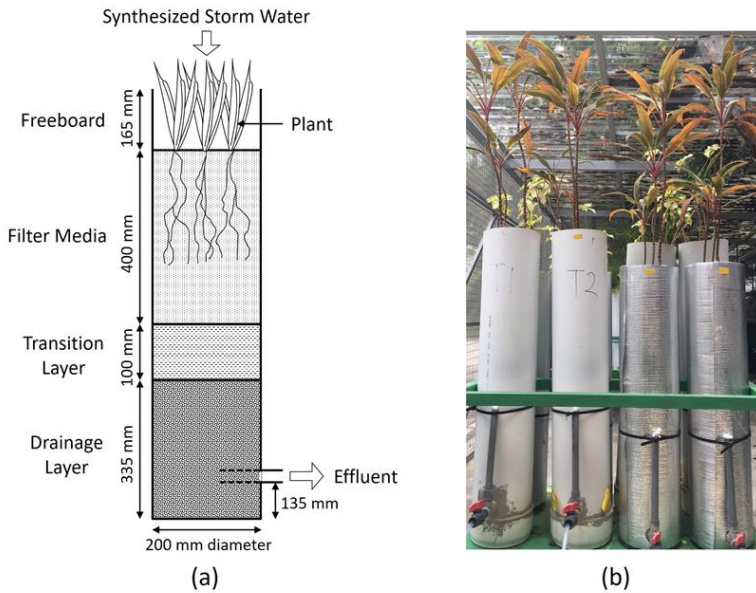 Synthesized Storm Water
Freeboard
165 mm
Plant
Filter Media
400 mm
Transition
Layer
100 mm
Drainage
Layer
335 mm
Effluent
135 mm
200 mm diameter
(a)
T1
T2
(b)